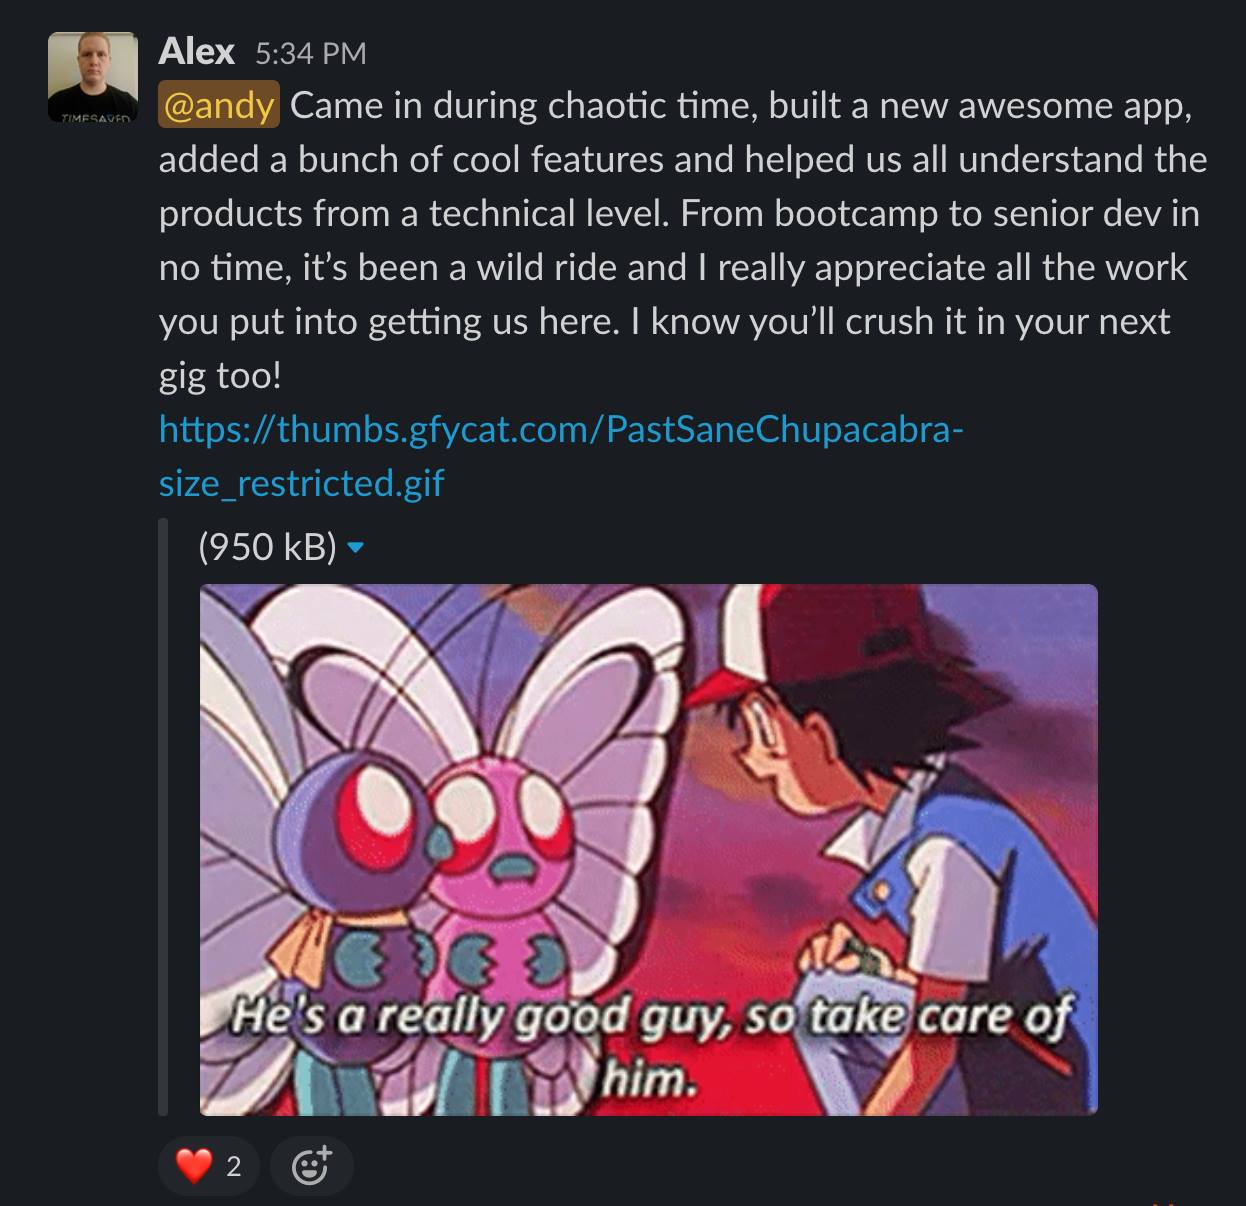 Alex 5:34 PM
@andy Came in during chaotic time, built a new awesome app,
added a bunch of cool features and helped us all understand the
products from a technical level. From bootcamp to senior dev in
no time, it’s been a wild ride and I really appreciate all the work
you put into getting us here. I know you’ll crush it in your next
gig too!
https://thumbs.gfycat.com/PastSaneChupacabra-
size_restricted.gif
(950 kB)
He's a really good guy, so take care of
him.
2